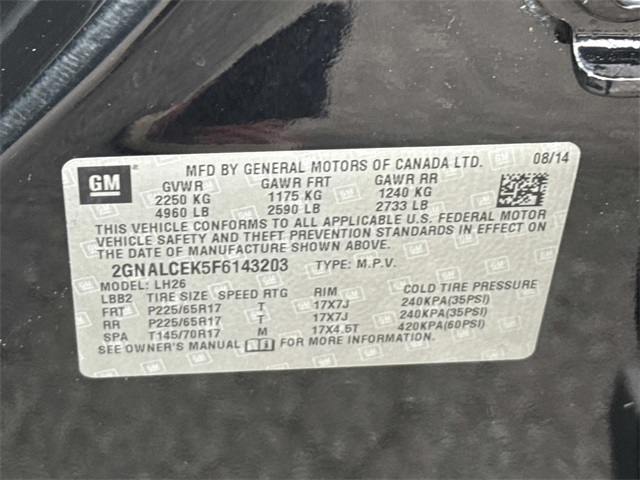 MFD BY GENERAL MOTORS OF CANADA LTD. 08/14
GM
GVWR GAWR FRT GAWR RR
2250 KG 1175 KG 1240 KG
4960 LB 2590 LB 2733 LB
THIS VEHICLE CONFORMS TO ALL APPLICABLE U.S. FEDERAL MOTOR
VEHICLE SAFETY AND THEFT PREVENTION STANDARDS IN EFFECT ON
THE DATE OF MANUFACTURE SHOWN ABOVE.
2GNALCEK5F6143203 TYPE: M.P.V.
MODEL: LH26
LBB2 TIRE SIZE SPEED RTG RIM COLD TIRE PRESSURE
FRT P225/65R17 T 17X7J 240KPA(35PSI)
RR P225/65R17 T 17X7J 240KPA(35PSI)
SPA T145/70R17 M 17X4.5T 420KPA(60PSI)
SEE OWNER'S MANUAL FOR MORE INFORMATION.